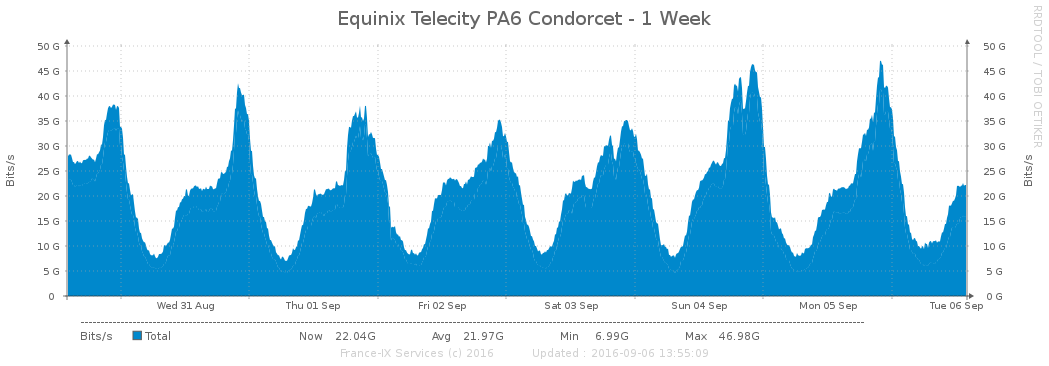 Equinix Telecity PA6 Condorcet - 1 Week
RRDTOOL / TOBI OETIKER
Bits/s
50 G
45 G
40 G
35 G
30 G
25 G
20 G
15 G
10 G
5 G
0
50 G
45 G
40 G
35 G
30 G
25 G
20 G
15 G
10 G
5 G
0 G
Bits/s
Wed 31 Aug Thu 01 Sep Fri 02 Sep Sat 03 Sep Sun 04 Sep Mon 05 Sep Tue 06 Sep
Bits/s Total Now 22.04G Avg 21.97G Min 6.99G Max 46.98G
France-IX Services (c) 2016 Updated : 2016-09-06 13:55:09